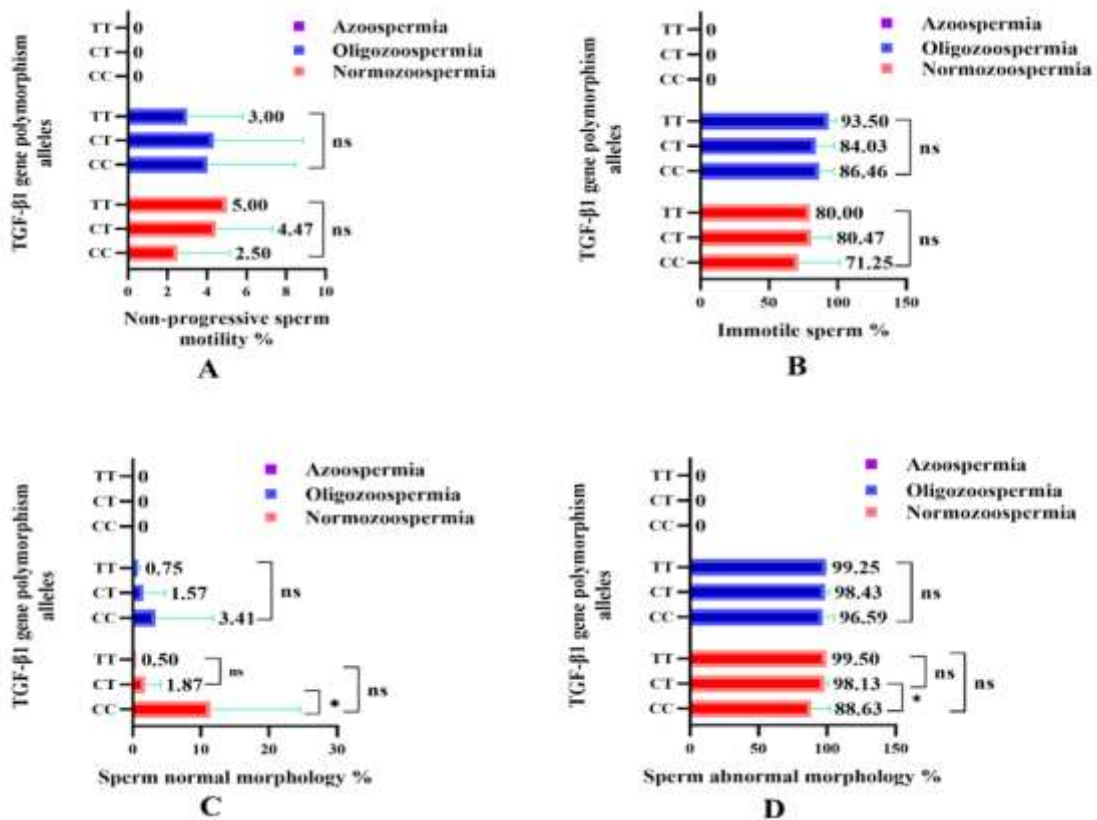 TGF-β1 gene polymorphism
alleles
Azoospermia
Oligozoospermia
Normozoospermia
TT 0
CT 0
CC 0
TT 3.00
CT
CC
ns
TT 5.00
CT 4.47
CC 2.50
ns
0 2 4 6 8 10
Non-progressive sperm
motility %
A
TGF-β1 gene polymorphism
alleles
Azoospermia
Oligozoospermia
Normozoospermia
TT 0
CT 0
CC 0
TT 93.50
CT 84.03
CC 86.46
ns
TT 80.00
CT 80.47
CC 71.25
ns
0 50 100 150
Immotile sperm %
B
TGF-β1 gene polymorphism
alleles
Azoospermia
Oligozoospermia
Normozoospermia
TT 0
CT 0
CC 0
TT 0.75
CT 1.57
CC 3.41
ns
TT 0.50
CT 1.87
CC
ns
*
ns
0 10 20 30
Sperm normal morphology %
C
TGF-β1 gene polymorphism
alleles
Azoospermia
Oligozoospermia
Normozoospermia
TT 0
CT 0
CC 0
TT 99.25
CT 98.43
CC 96.59
ns
TT 99.50
CT 98.13
CC 88.63
ns
*
ns
0 50 100 150
Sperm abnormal morphology %
D